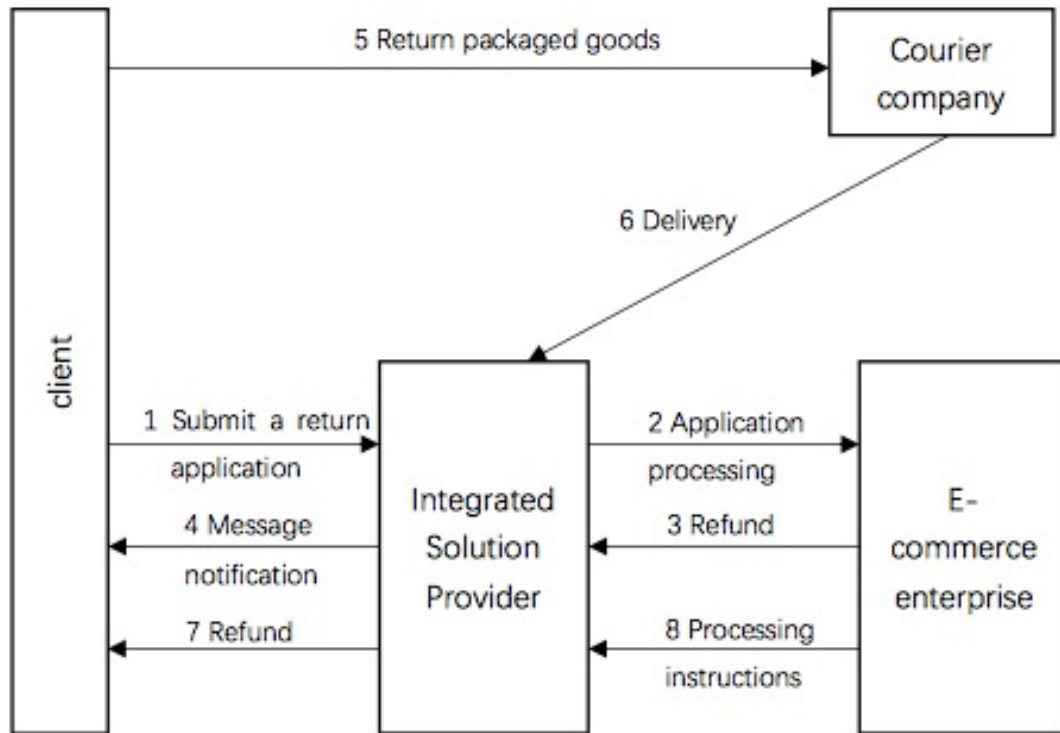 5 Return packaged goods
Courier
company
6 Delivery
client
1 Submit a return
application
2 Application
processing
Integrated
Solution
Provider
E-
commerce
enterprise
4 Message
notification
3 Refund
7 Refund
8 Processing
instructions